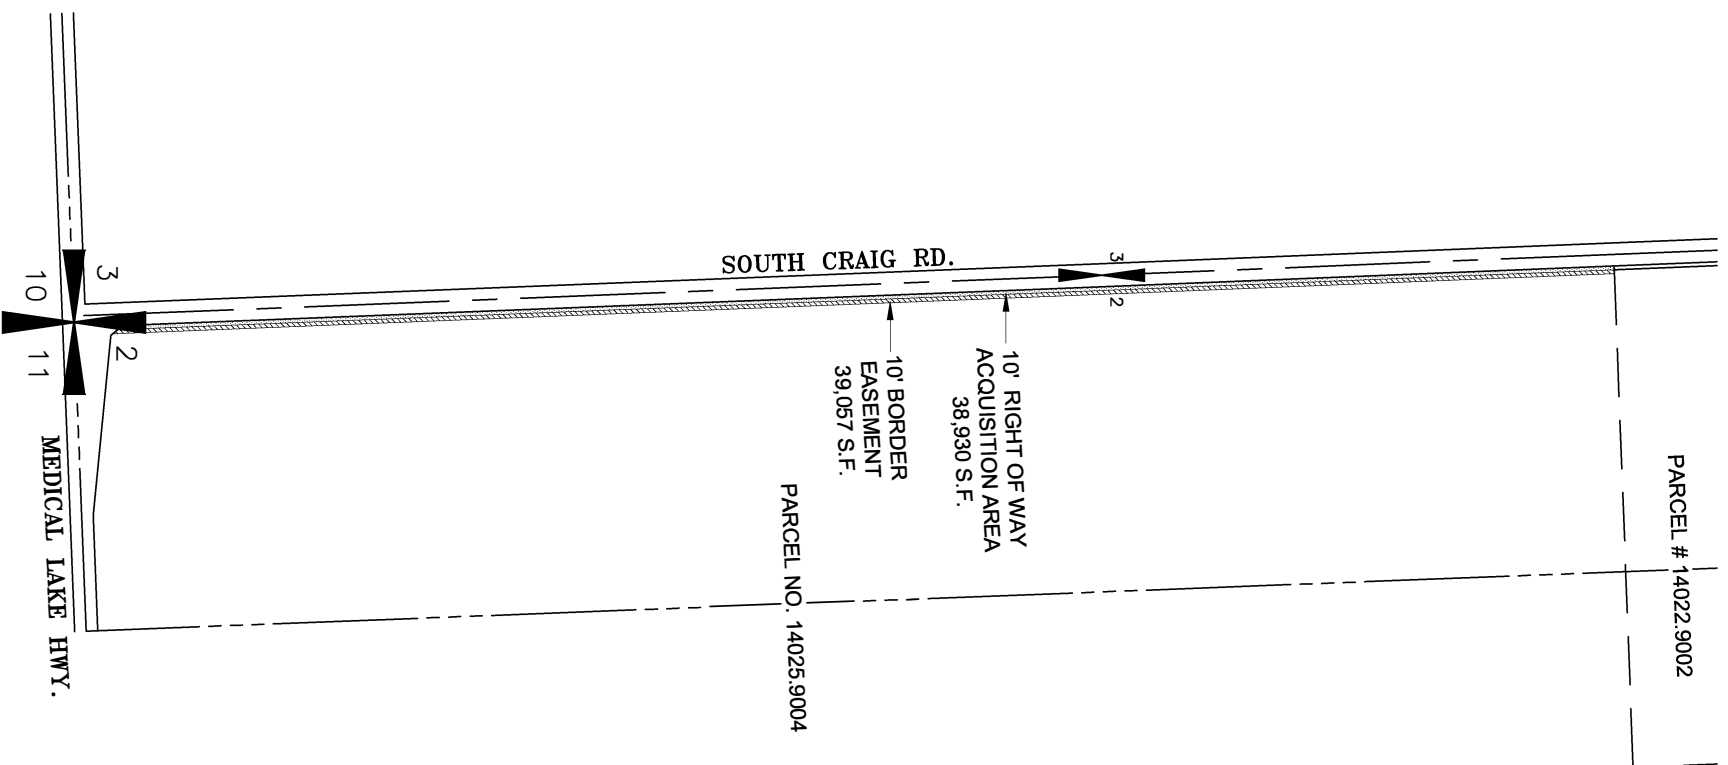 SOUTH CRAIG RD.
3
2
3
10
2
11
10' RIGHT OF WAY
ACQUISITION AREA
38,930 S.F.
10' BORDER
EASEMENT
39,057 S.F.
PARCEL # 14022.9002
PARCEL NO. 14025.9004
MEDICAL LAKE HWY.